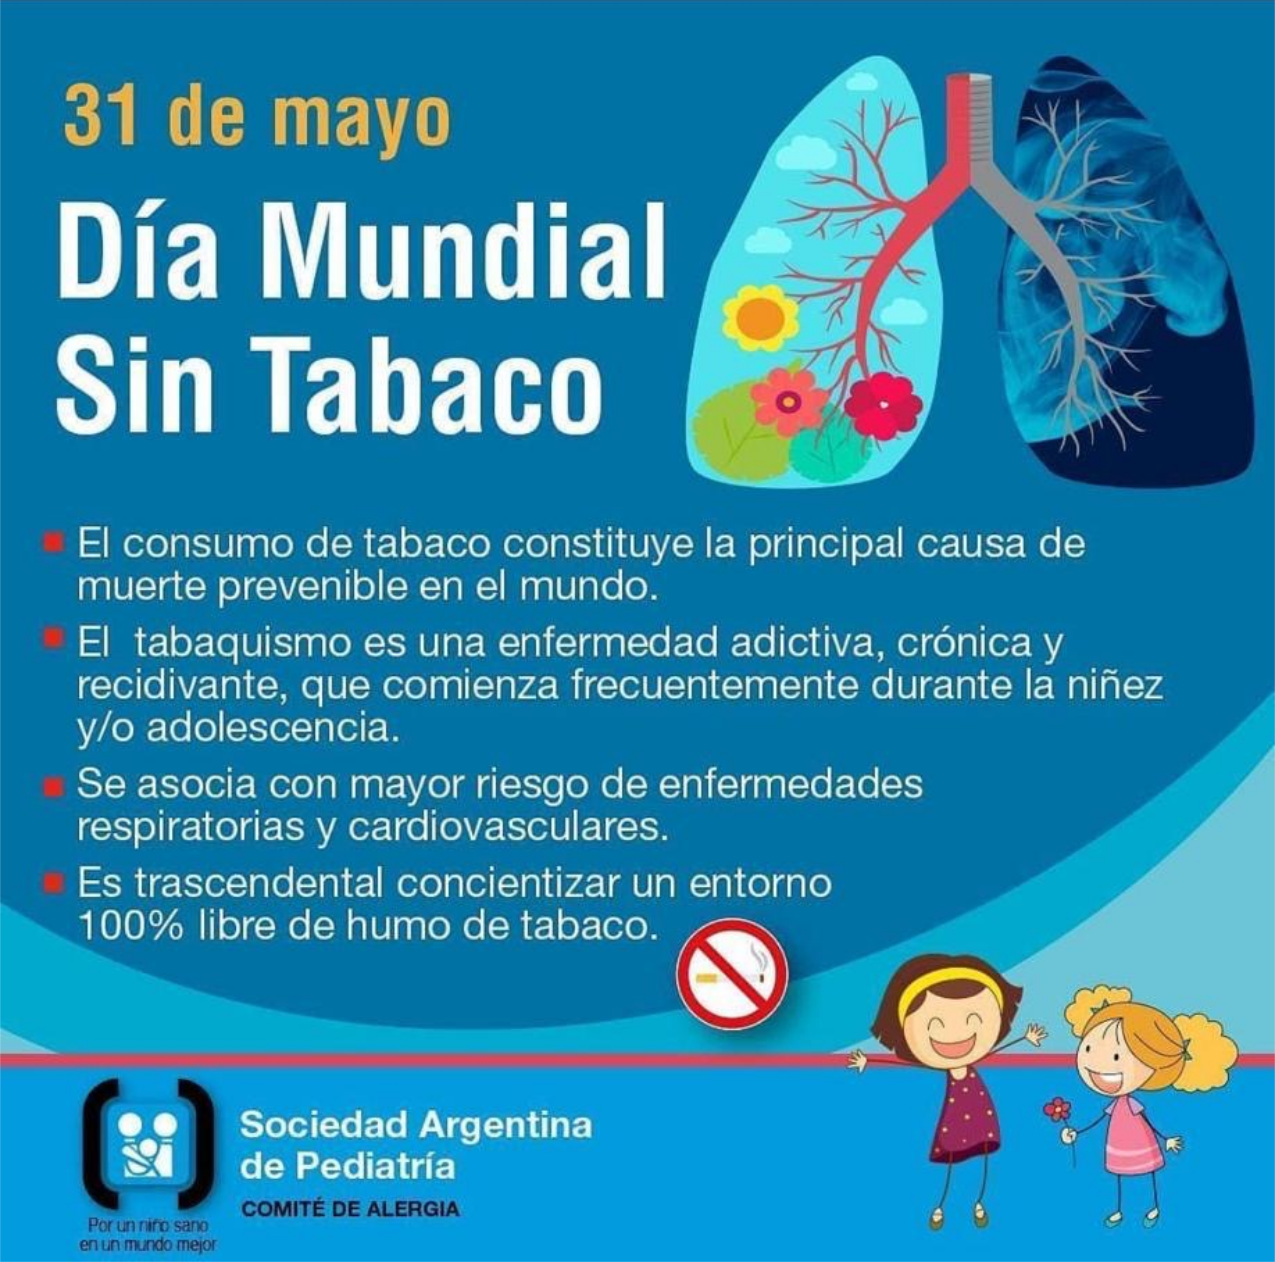 31 de mayo
Día Mundial
Sin Tabaco
El consumo de tabaco constituye la principal causa de
muerte prevenible en el mundo.
El tabaquismo es una enfermedad adictiva, crónica y
recidivante, que comienza frecuentemente durante la niñez
y/o adolescencia.
Se asocia con mayor riesgo de enfermedades
respiratorias y cardiovasculares.
Es trascendental concientizar un entorno
100% libre de humo de tabaco.
Sociedad Argentina
de Pediatría
COMITÉ DE ALERGIA
Por un niño sano
en un mundo mejor